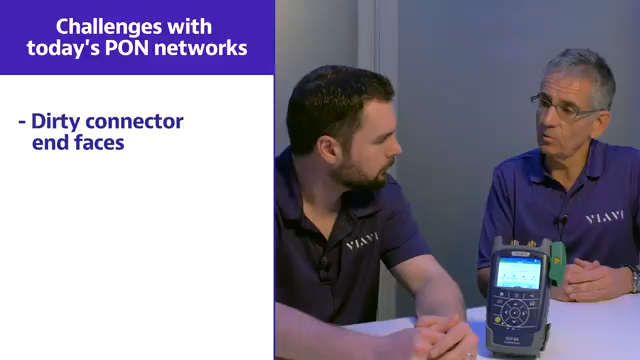 Challenges with
today's PON networks
- Dirty connector
end faces
VIAVI
VIAVI